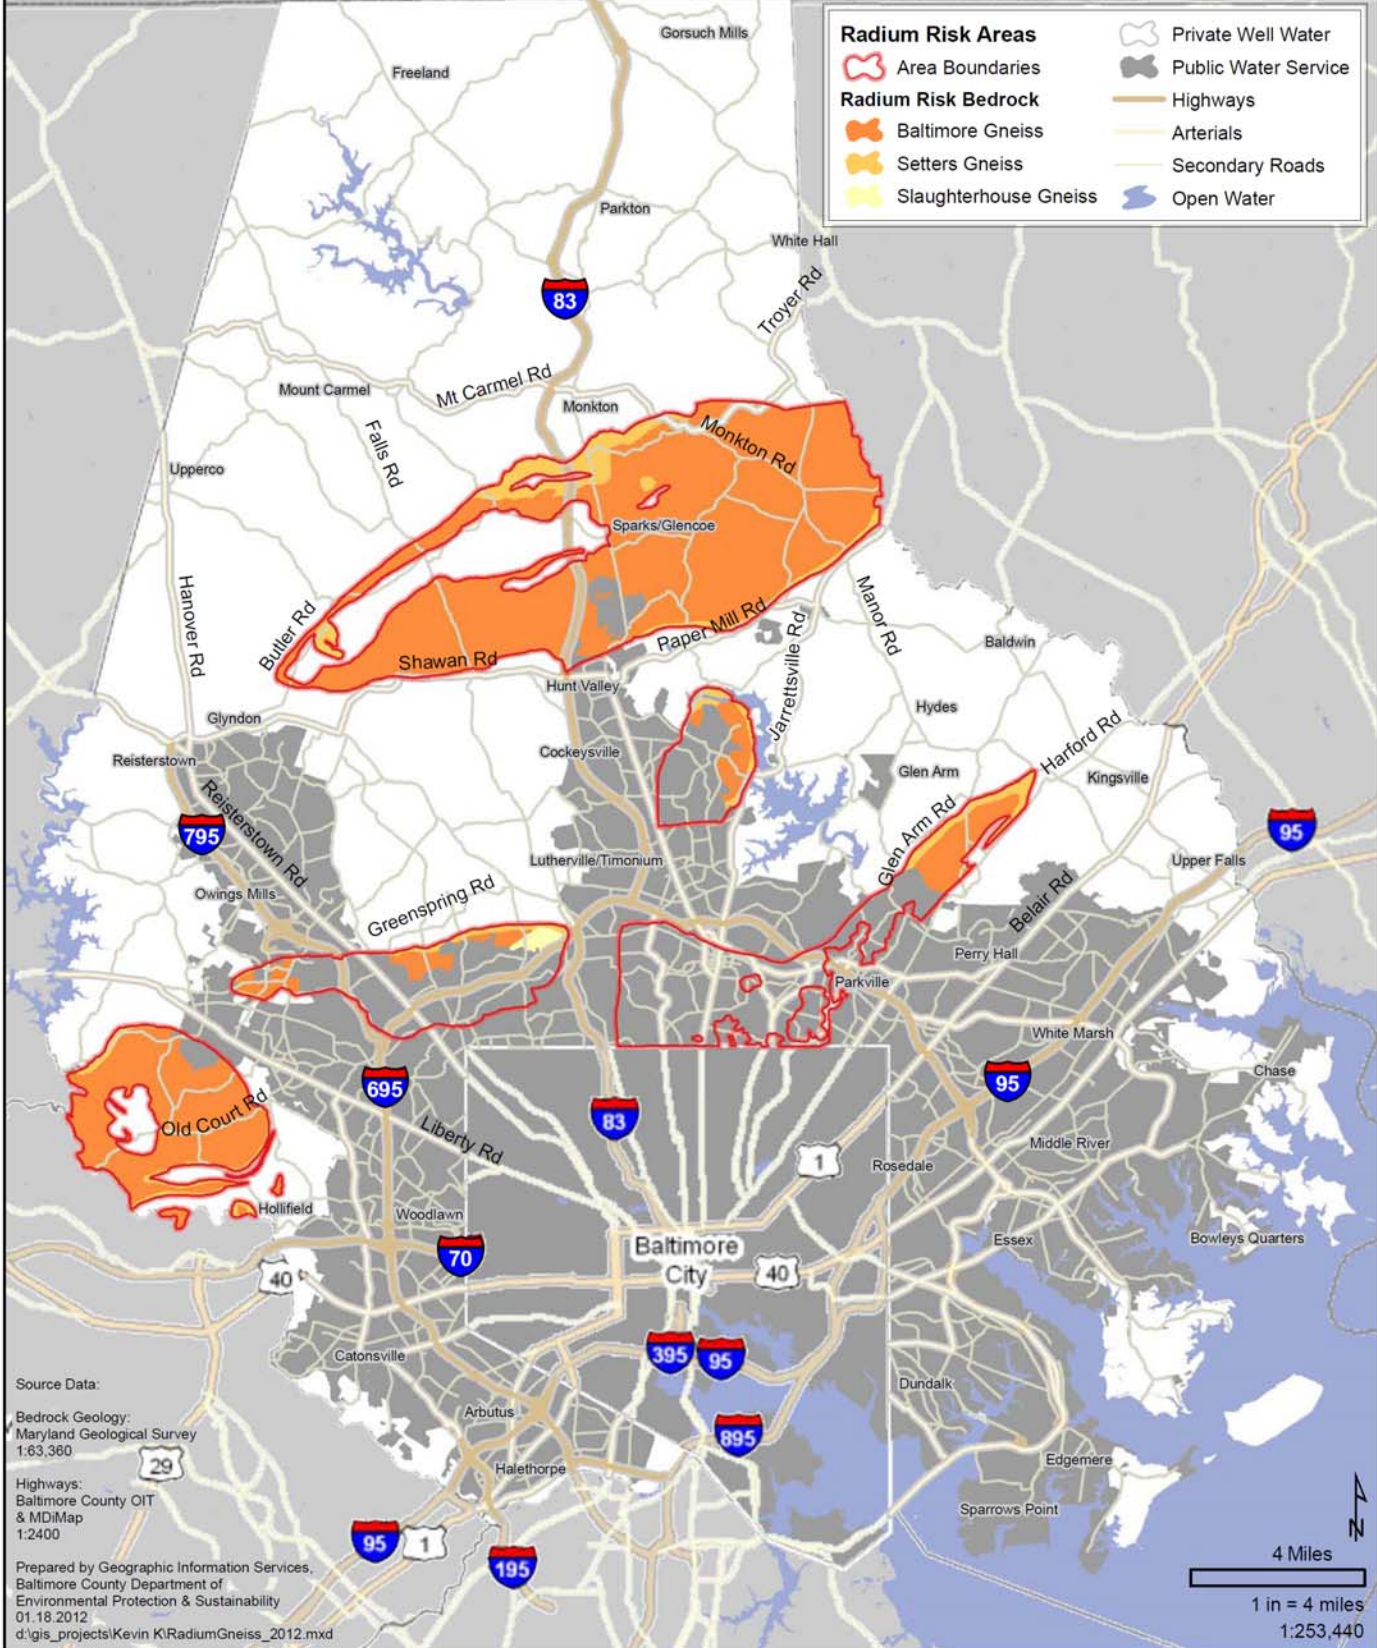 Radium Risk Areas
Area Boundaries
Radium Risk Bedrock
Baltimore Gneiss
Setters Gneiss
Slaughterhouse Gneiss
Private Well Water
Public Water Service
Highways
Arterials
Secondary Roads
Open Water
Gorsuch Mills
Freeland
Parkton
White Hall
83
Troyer Rd
Mt Carmel Rd
Mount Carmel
Monkton
Falls Rd
Monkton Rd
Upperco
Sparks/Glencoe
Hanover Rd
Butler Rd
Manor Rd
Paper Mill Rd
Jarrettsville Rd
Baldwin
Shawan Rd
Hunt Valley
Hydes
Glyndon
Harford Rd
Cockeysville
Reisterstown
Glen Arm
Kingsville
Reisterstown Rd
795
Glen Arm Rd
95
Lutherville/Timonium
Upper Falls
Owings Mills
Greenspring Rd
Belair Rd
Perry Hall
Parkville
White Marsh
Chase
695
95
Old Court Rd
83
Liberty Rd
Middle River
1
Rosedale
Hollifield
Woodlawn
Essex
Bowleys Quarters
70
Baltimore
City
40
40
Catonsville
395
95
Dundalk
Arbutus
895
Halethorpe
Edgemere
Sparrows Point
29
95
1
195
Source Data:
Bedrock Geology:
Maryland Geological Survey
1:63,360
Highways:
Baltimore County OIT
& MDiMap
1:2400
Prepared by Geographic Information Services,
Baltimore County Department of
Environmental Protection & Sustainability
01.18.2012
d:\gis_projects\Kevin K\RadiumGneiss_2012.mxd
N
4 Miles
1 in = 4 miles
1:253,440